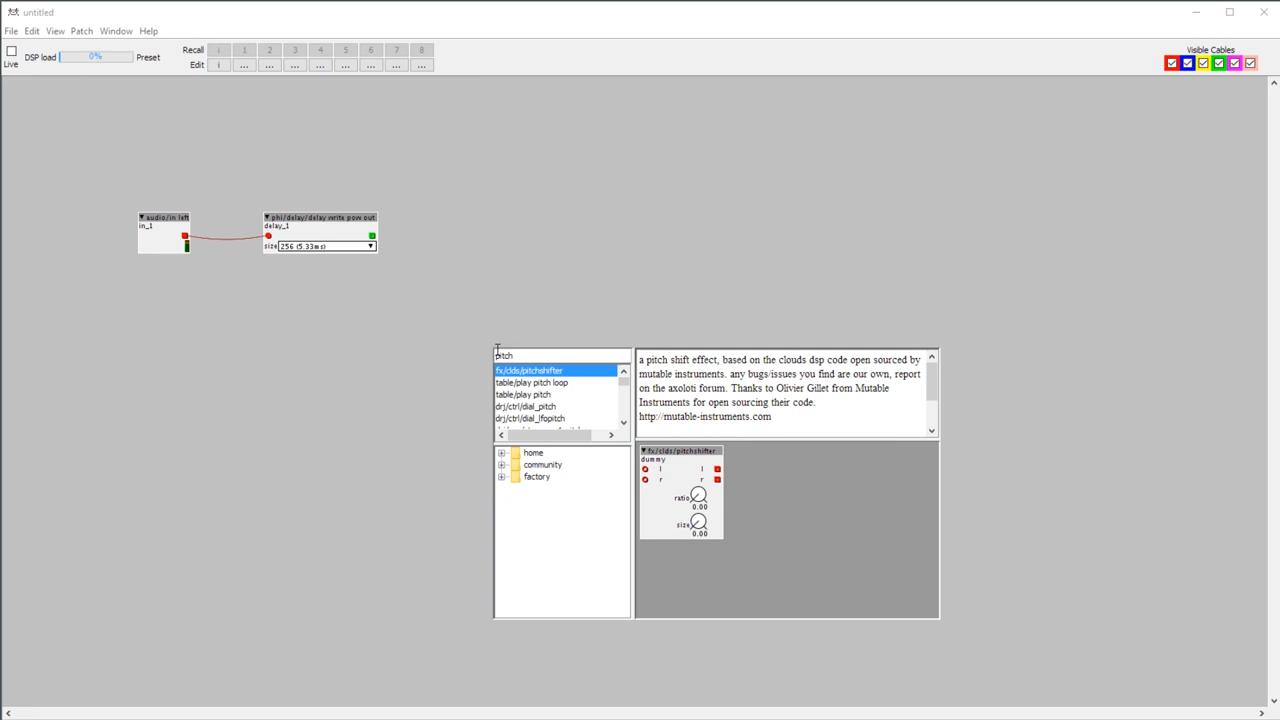 untitled
File Edit View Patch Window Help
Live
DSP load 0% Preset
Recall i 1 2 3 4 5 6 7 8
Edit i ... ... ... ... ... ... ... ...
Visible Cables
audio/in left
in_1
phi/delay/delay write pow out
delay_1
size 256 (5.33ms)
pitch
fx/clds/pitchshifter
table/play pitch loop
table/play pitch
drj/ctrl/dial_pitch
drj/ctrl/dial_lfopitch
home
community
factory
a pitch shift effect, based on the clouds dsp code open sourced by
mutable instruments. any bugs/issues you find are our own, report
on the axoloti forum. Thanks to Olivier Gillet from Mutable
Instruments for open sourcing their code.
http://mutable-instruments.com
fx/clds/pitchshifter
dummy
l l
r r
ratio
0.00
size
0.00